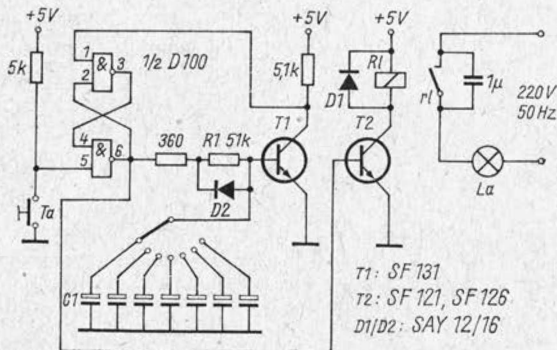 +5V
5k
1
2
&
3
1/2 D100
4
5
&
6
Ta
360
R1 51k
D2
C1
+5V
5,1k
T1
+5V
D1
Rl
T2
rl
1µ
220V
50 Hz
La
T1: SF 131
T2: SF 121, SF 126
D1/D2: SAY 12/16